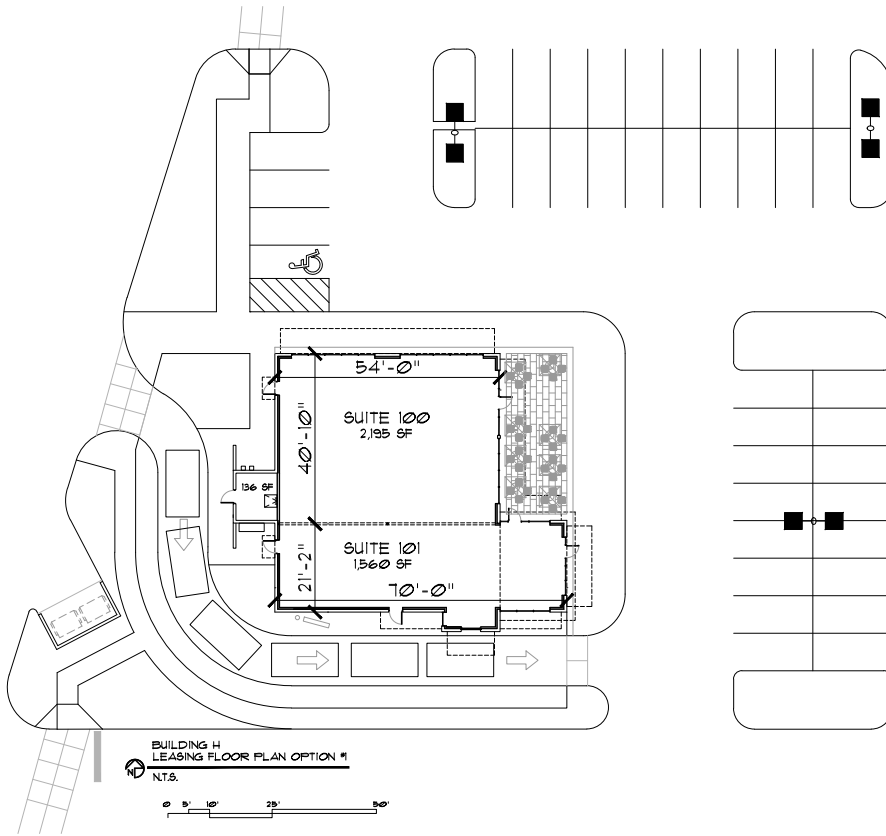 54'-0"
40'-10"
SUITE 100
2,195 SF
136 SF
SUITE 101
1,560 SF
21'-2"
70'-0"
BUILDING H
LEASING FLOOR PLAN OPTION #1
N
N.T.S.
0 5' 10' 25' 50'